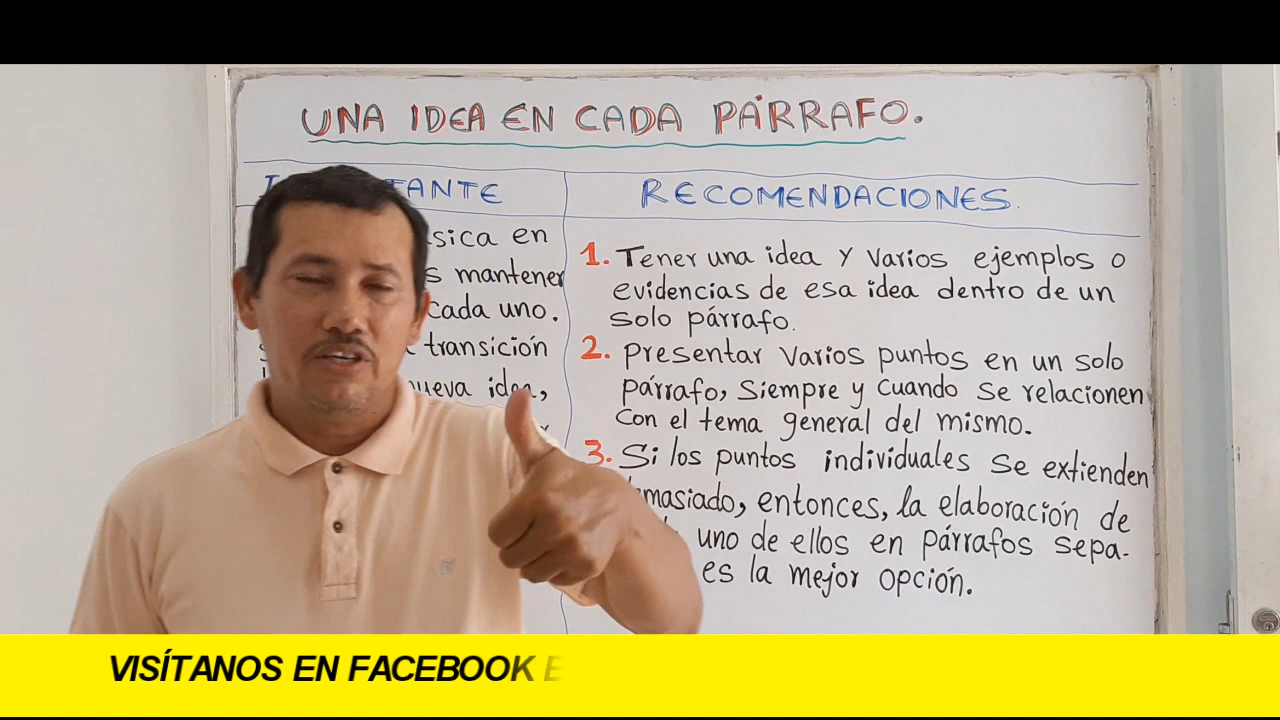 UNA IDEA EN CADA PÁRRAFO.
TANTE
RECOMENDACIONES.
sica en
s mantener
cada uno.
transición
ueva idea,
1. Tener una idea y varios ejemplos o
evidencias de esa idea dentro de un
solo párrafo.
2. Presentar varios puntos en un solo
párrafo, siempre y cuando se relacionen
con el tema general del mismo.
3. Si los puntos individuales se extienden
masiado, entonces, la elaboración de
uno de ellos en párrafos sepa-
es la mejor opción.
VISÍTANOS EN FACEBOOK E